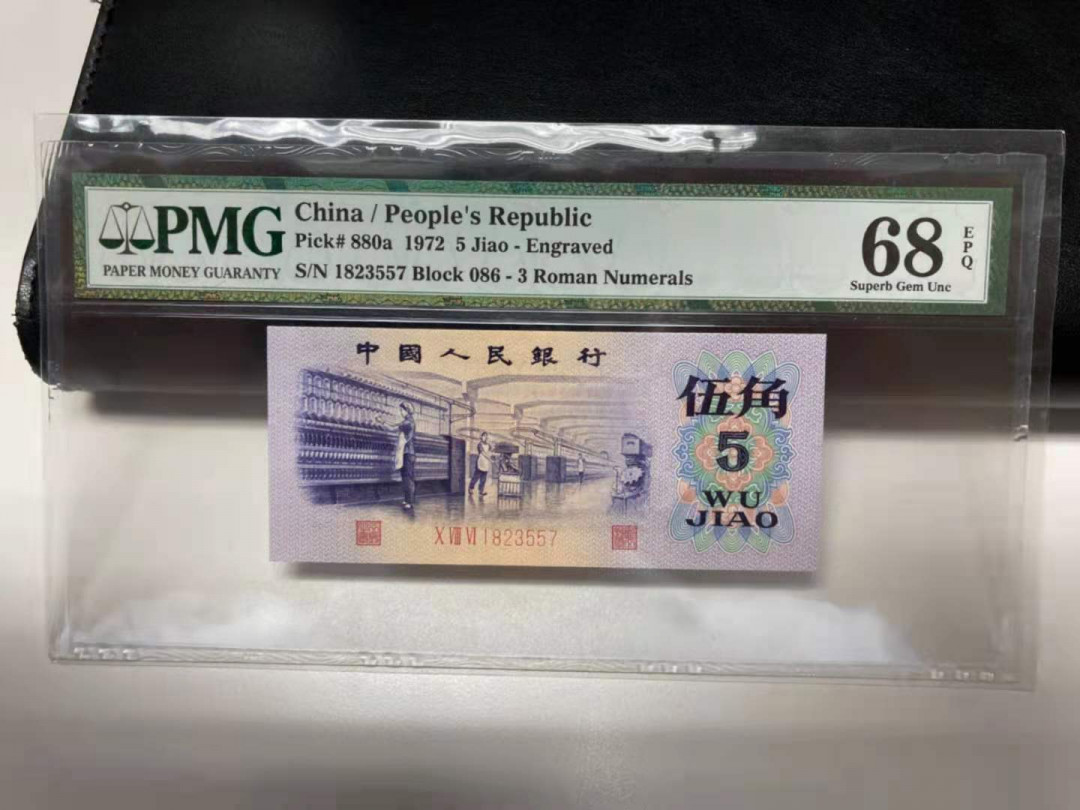 PMG
PAPER MONEY GUARANTY
China / People's Republic
Pick# 880a 1972 5 Jiao - Engraved
S/N 1823557 Block 086 - 3 Roman Numerals
68
EPQ
Superb Gem Unc
中國人民銀行
伍角
5
WU
JIAO
X VIII VI 1823557